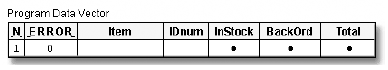 Program Data Vector
_N_ _ERROR_ Item IDnum InStock BackOrd Total
1 0 • • •